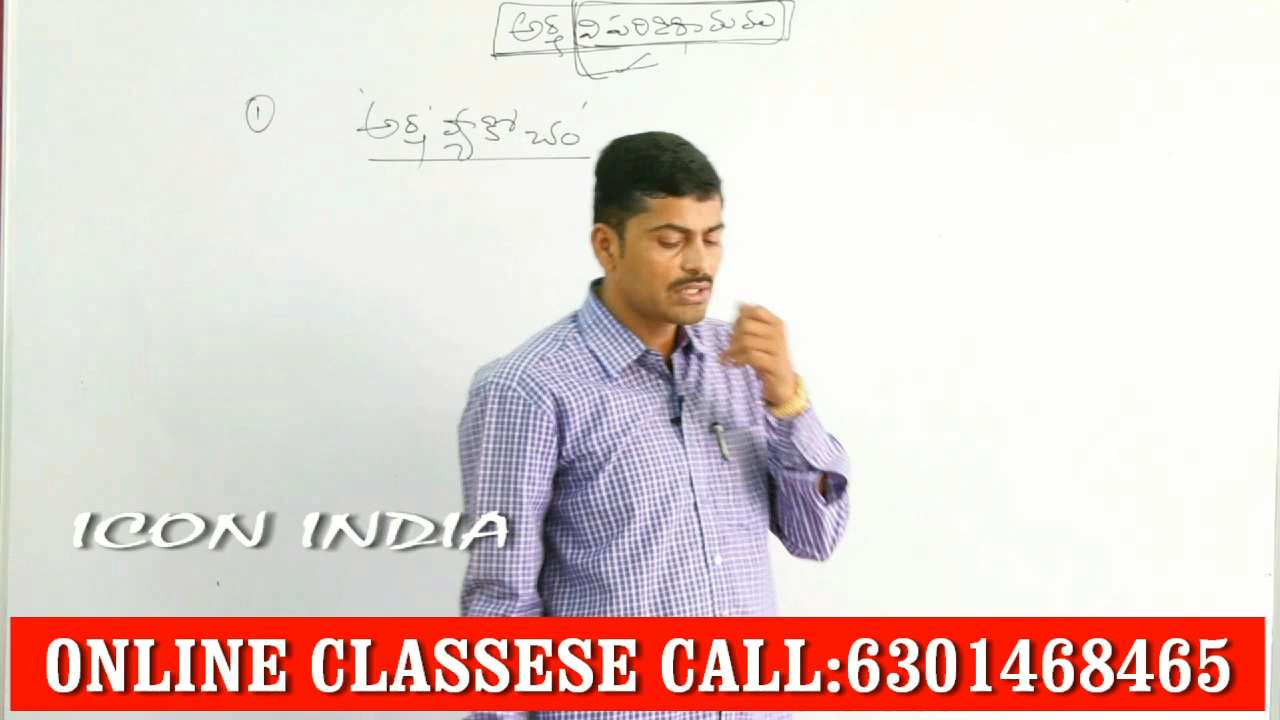 అర్థ విపరిణామము
① 'అర్థ' వ్యాకోచం'
ICON INDIA
ONLINE CLASSESE CALL:6301468465